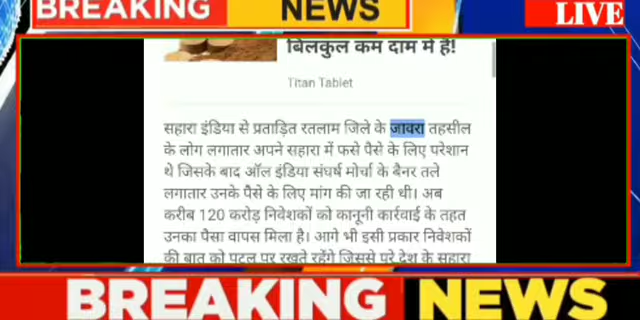 BREAKING NEWS LIVE
बिलकुल कम दाम में है!
Titan Tablet
सहारा इंडिया से प्रताड़ित रतलाम जिले के जावरा तहसील
के लोग लगातार अपने सहारा में फसे पैसे के लिए परेशान
थे जिसके बाद ऑल इंडिया संघर्ष मोर्चा के बैनर तले
लगातार उनके पैसे के लिए मांग की जा रही थी। अब
करीब 120 करोड़ निवेशकों को कानूनी कार्रवाई के तहत
उनका पैसा वापस मिला है। आगे भी इसी प्रकार निवेशकों
की बात को पटल पर रखते रहेंगे जिससे पूरे देश के सहारा
BREAKING NEWS